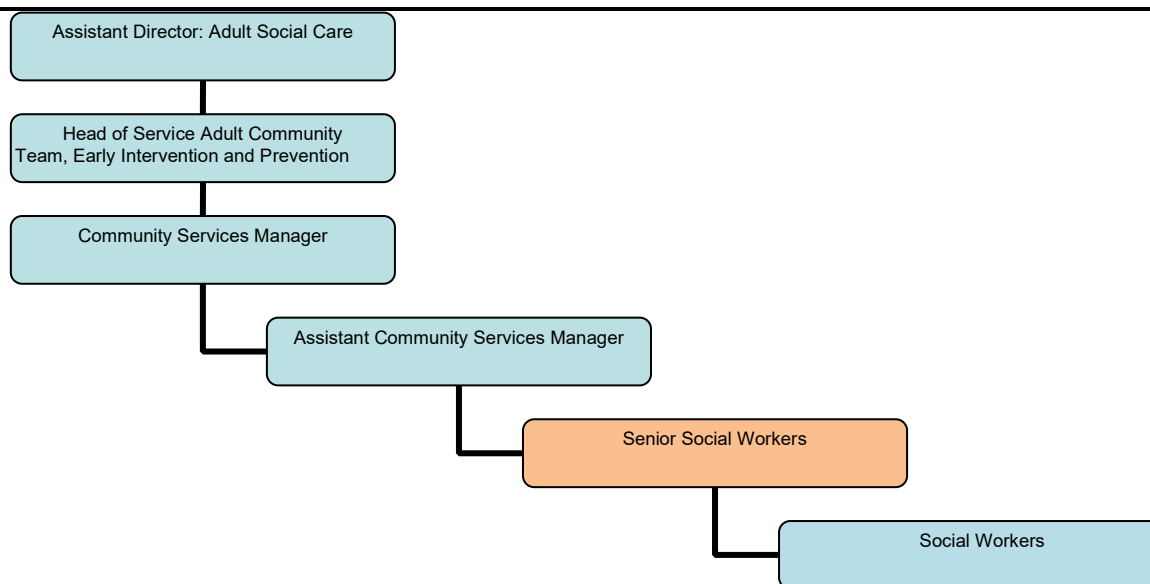 Assistant Director: Adult Social Care
Head of Service Adult Community
Team, Early Intervention and Prevention
Community Services Manager
Assistant Community Services Manager
Senior Social Workers
Social Workers